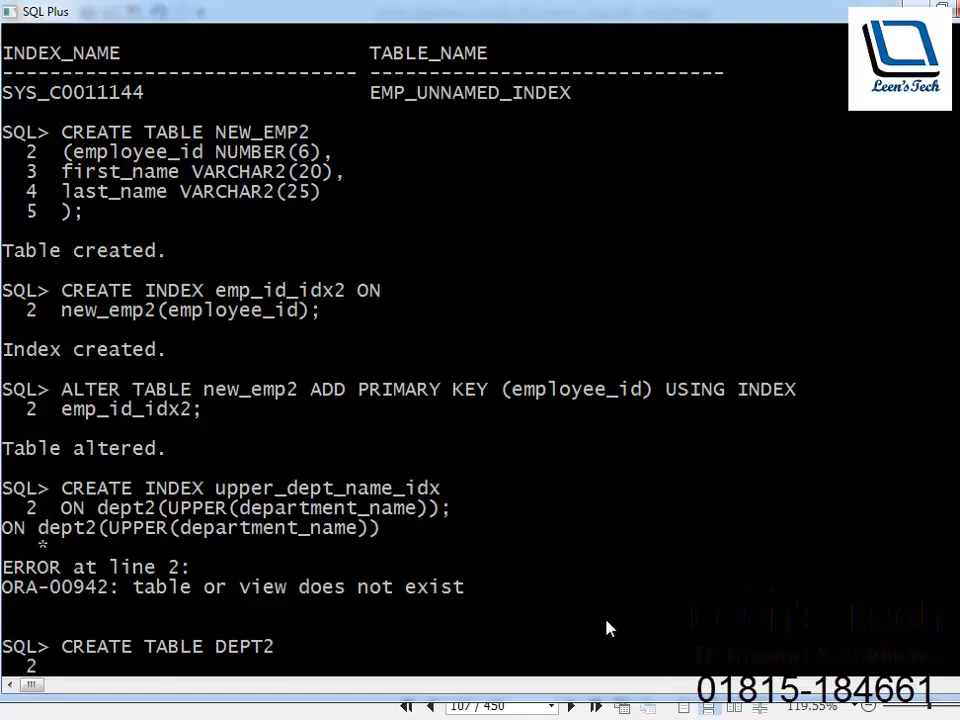 SQL Plus
Leen'sTech
INDEX_NAME TABLE_NAME
------------------------------ ------------------------------
SYS_C0011144 EMP_UNNAMED_INDEX
SQL> CREATE TABLE NEW_EMP2
2 (employee_id NUMBER(6),
3 first_name VARCHAR2(20),
4 last_name VARCHAR2(25)
5 );
Table created.
SQL> CREATE INDEX emp_id_idx2 ON
2 new_emp2(employee_id);
Index created.
SQL> ALTER TABLE new_emp2 ADD PRIMARY KEY (employee_id) USING INDEX
2 emp_id_idx2;
Table altered.
SQL> CREATE INDEX upper_dept_name_idx
2 ON dept2(UPPER(department_name));
ON dept2(UPPER(department_name))
*
ERROR at line 2:
ORA-00942: table or view does not exist
SQL> CREATE TABLE DEPT2
2
01815-184661
107 / 450
119.55%